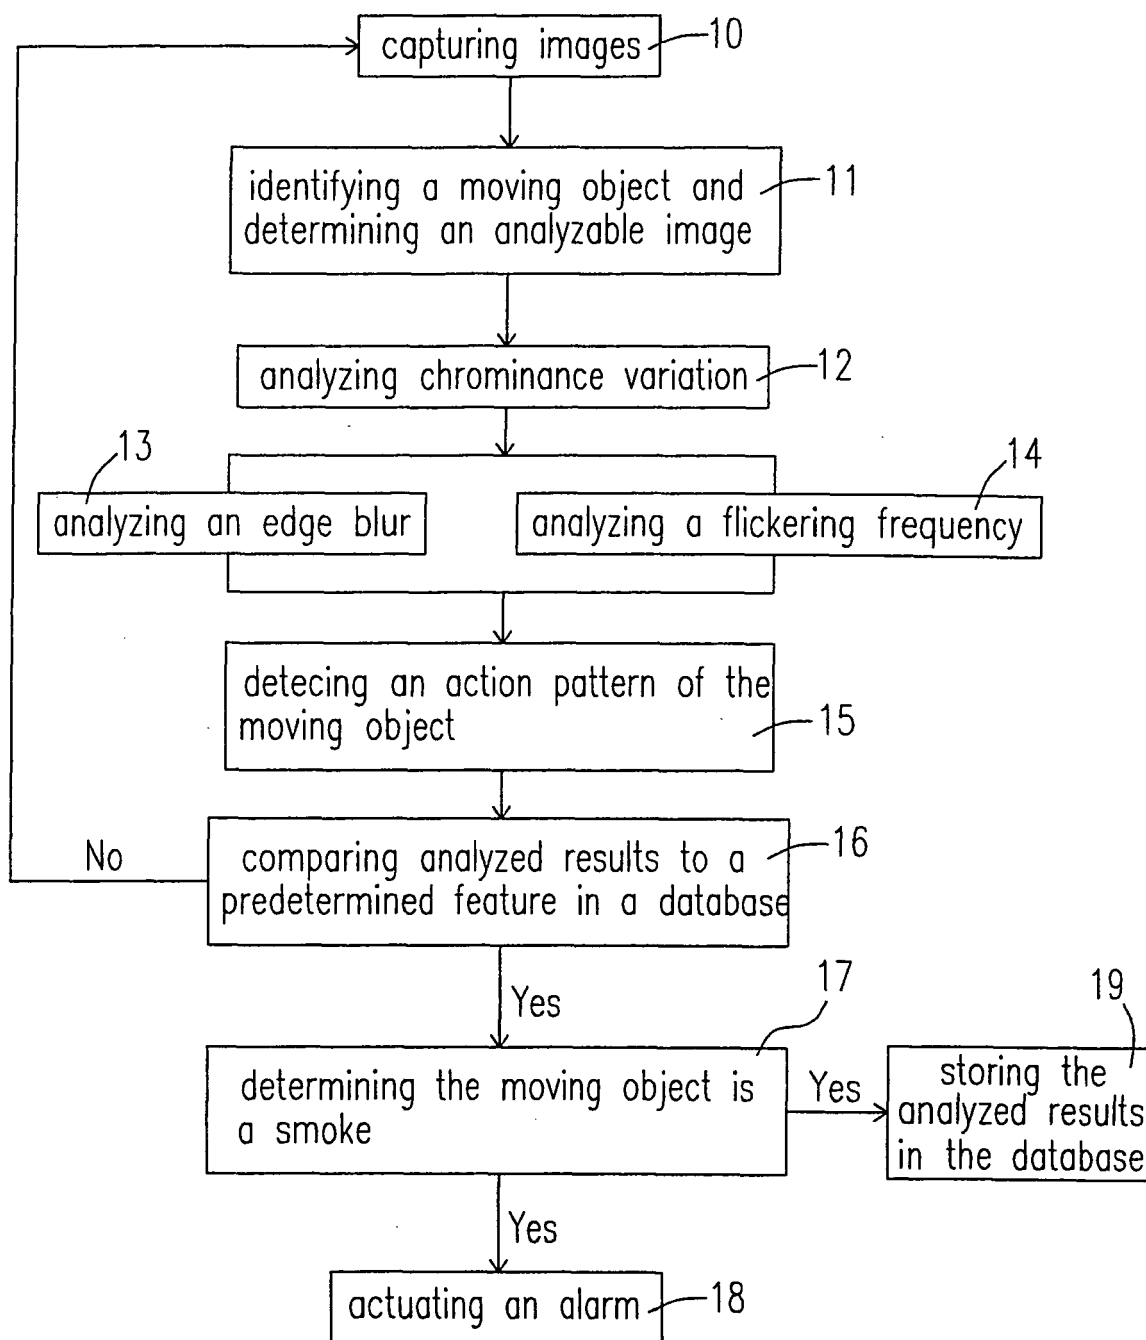 capturing images
10
identifying a moving object and
determining an analyzable image
11
analyzing chrominance variation
12
13
analyzing an edge blur
14
analyzing a flickering frequency
detecing an action pattern of the
moving object
15
No
comparing analyzed results to a
predetermined feature in a database
16
Yes
17
determining the moving object is
a smoke
Yes
19
storing the
analyzed results
in the database
Yes
actuating an alarm
18